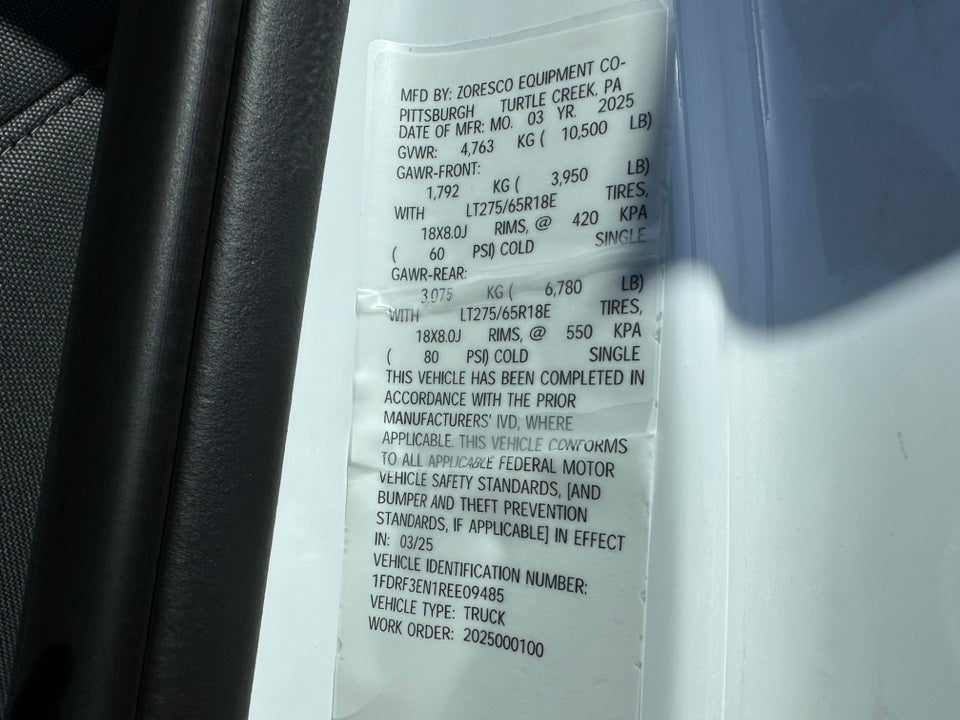 MFD BY: ZORESCO EQUIPMENT CO-
PITTSBURGH TURTLE CREEK, PA
DATE OF MFR: MO. 03 YR. 2025
GVWR: 4,763 KG ( 10,500 LB)
GAWR-FRONT:
1,792 KG ( 3,950 LB)
WITH LT275/65R18E TIRES,
18X8.0J RIMS, @ 420 KPA
( 60 PSI) COLD SINGLE
GAWR-REAR:
3,075 KG ( 6,780 LB)
WITH LT275/65R18E TIRES,
18X8.0J RIMS, @ 550 KPA
( 80 PSI) COLD SINGLE
THIS VEHICLE HAS BEEN COMPLETED IN
ACCORDANCE WITH THE PRIOR
MANUFACTURERS' IVD, WHERE
APPLICABLE. THIS VEHICLE CONFORMS
TO ALL APPLICABLE FEDERAL MOTOR
VEHICLE SAFETY STANDARDS, [AND
BUMPER AND THEFT PREVENTION
STANDARDS, IF APPLICABLE] IN EFFECT
IN: 03/25
VEHICLE IDENTIFICATION NUMBER:
1FDRF3EN1REE09485
VEHICLE TYPE: TRUCK
WORK ORDER: 2025000100